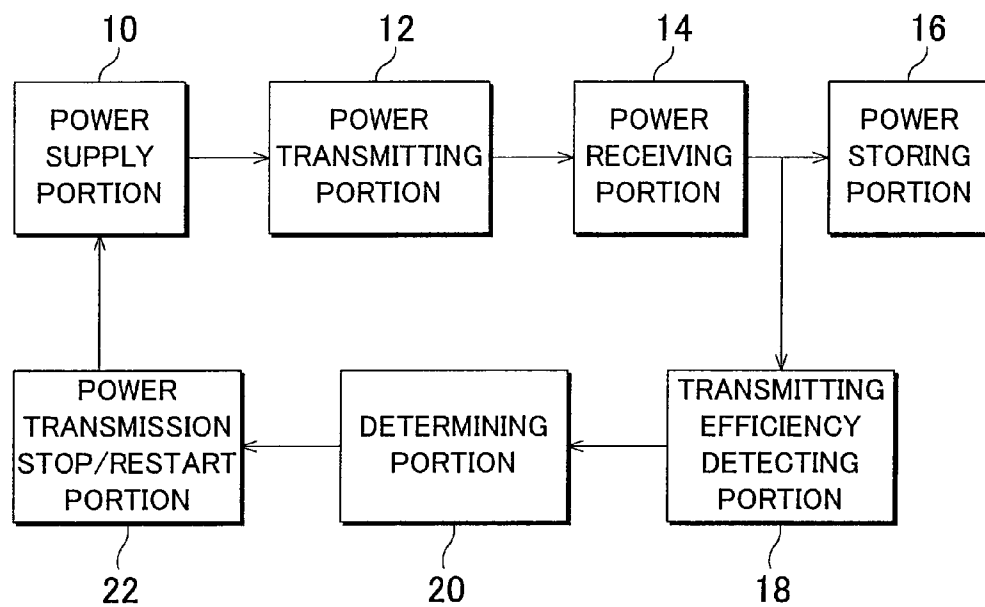 10
12
14
16
POWER
SUPPLY
PORTION
POWER
TRANSMITTING
PORTION
POWER
RECEIVING
PORTION
POWER
STORING
PORTION
POWER
TRANSMISSION
STOP/RESTART
PORTION
DETERMINING
PORTION
TRANSMITTING
EFFICIENCY
DETECTING
PORTION
22
20
18